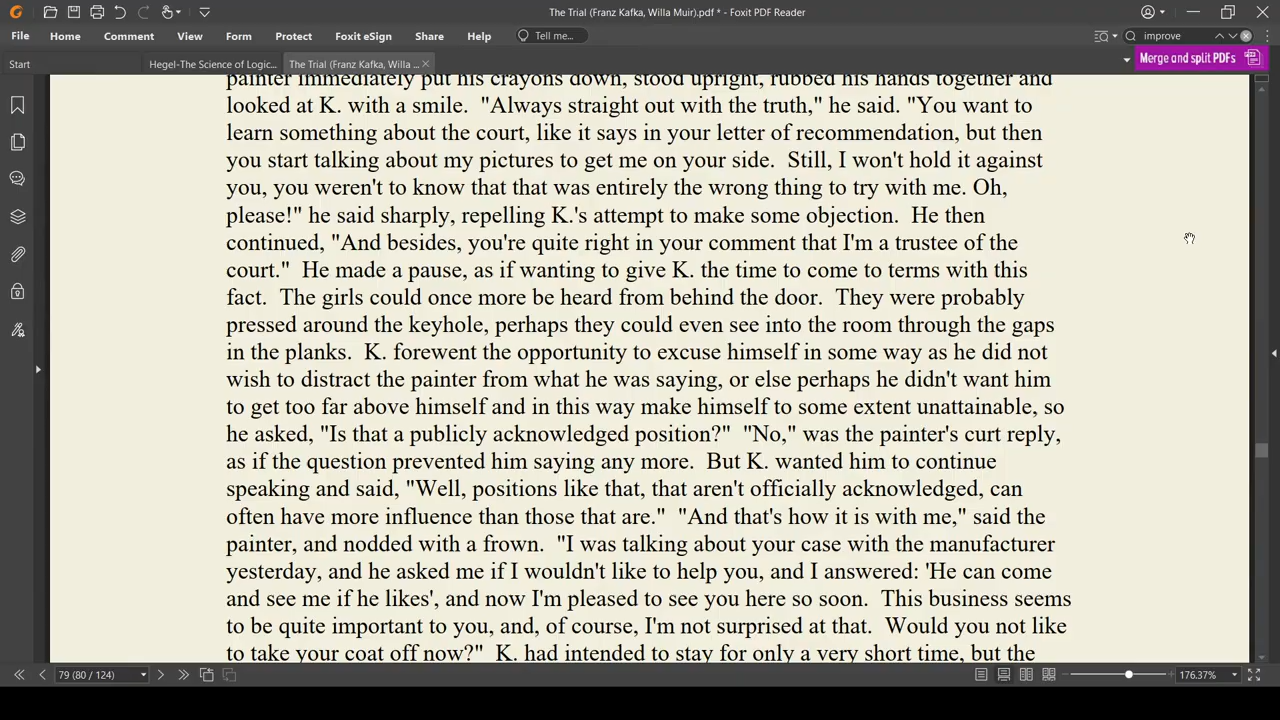 The Trial (Franz Kafka, Willa Muir).pdf * - Foxit PDF Reader
File Home Comment View Form Protect Foxit eSign Share Help Tell me... improve
Start Hegel-The Science of Logic... The Trial (Franz Kafka, Willa ... Merge and split PDFs
painter immediately put his crayons down, stood upright, rubbed his hands together and
looked at K. with a smile.  "Always straight out with the truth," he said. "You want to
learn something about the court, like it says in your letter of recommendation, but then
you start talking about my pictures to get me on your side.  Still, I won't hold it against
you, you weren't to know that that was entirely the wrong thing to try with me. Oh,
please!" he said sharply, repelling K.'s attempt to make some objection.  He then
continued, "And besides, you're quite right in your comment that I'm a trustee of the
court."  He made a pause, as if wanting to give K. the time to come to terms with this
fact.  The girls could once more be heard from behind the door.  They were probably
pressed around the keyhole, perhaps they could even see into the room through the gaps
in the planks.  K. forewent the opportunity to excuse himself in some way as he did not
wish to distract the painter from what he was saying, or else perhaps he didn't want him
to get too far above himself and in this way make himself to some extent unattainable, so
he asked, "Is that a publicly acknowledged position?"  "No," was the painter's curt reply,
as if the question prevented him saying any more.  But K. wanted him to continue
speaking and said, "Well, positions like that, that aren't officially acknowledged, can
often have more influence than those that are."  "And that's how it is with me," said the
painter, and nodded with a frown.  "I was talking about your case with the manufacturer
yesterday, and he asked me if I wouldn't like to help you, and I answered: 'He can come
and see me if he likes', and now I'm pleased to see you here so soon.  This business seems
to be quite important to you, and, of course, I'm not surprised at that.  Would you not like
to take your coat off now?"  K. had intended to stay for only a very short time, but the
79 (80 / 124) 176.37%